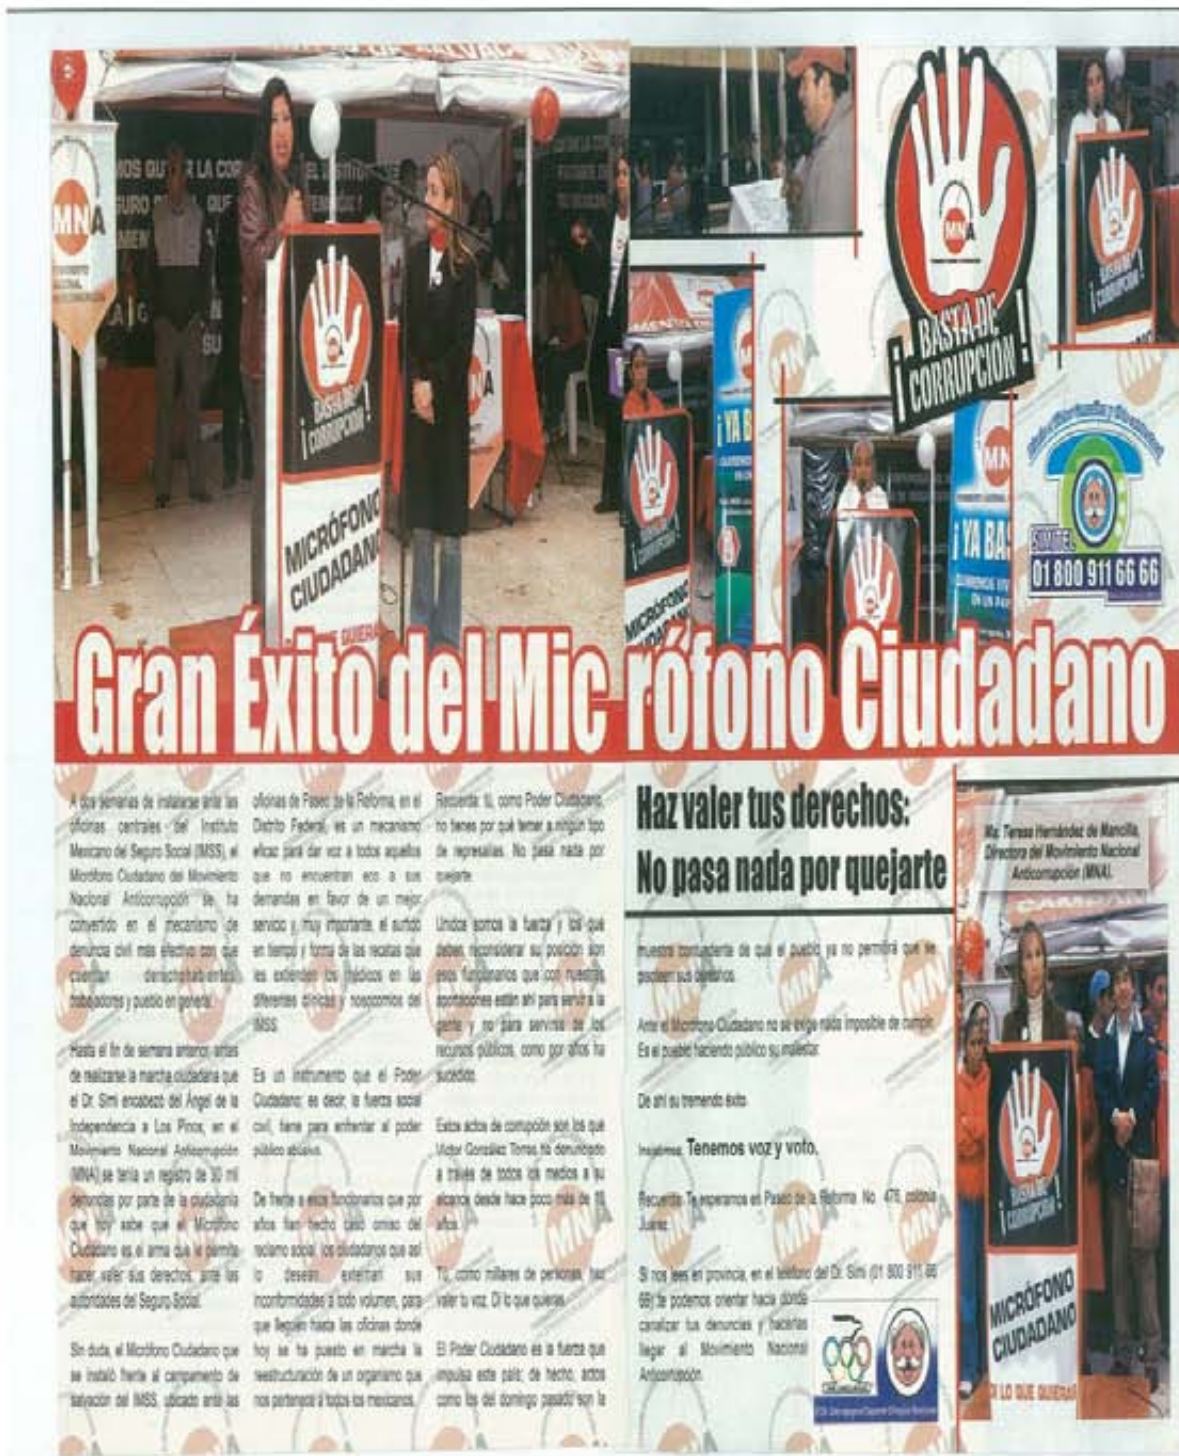 MNA
BASTA DE
¡CORRUPCIÓN!
MICRÓFONO
CIUDADANO
MNA
¡BASTA DE
CORRUPCIÓN!
SIMITEL
01 800 911 66 66
¡YA BAS
Gran Éxito del Micrófono Ciudadano
A dos semanas de instalarse ante las
oficinas centrales del Instituto
Mexicano del Seguro Social (IMSS), el
Micrófono Ciudadano del Movimiento
Nacional Anticorrupción se ha
convertido en el mecanismo de
denuncia civil más efectivo con que
cuentan derechohabientes,
trabajadores y pueblo en general.
Hasta el fin de semana anterior, antes
de realizarse la marcha ciudadana que
el Dr. Simi encabezó del Ángel de la
Independencia a Los Pinos, en el
Movimiento Nacional Anticorrupción
(MNA) se tenía un registro de 30 mil
denuncias por parte de la ciudadanía
que hoy sabe que el Micrófono
Ciudadano es el arma que le permite
hacer valer sus derechos ante las
autoridades del Seguro Social.
Sin duda, el Micrófono Ciudadano que
se instaló frente al campamento de
salvación del IMSS, ubicado ante las
oficinas de Paseo de la Reforma, en el
Distrito Federal, es un mecanismo
eficaz para dar voz a todos aquellos
que no encuentran eco a sus
demandas en favor de un mejor
servicio y, muy importante, el surtido
en tiempo y forma de las recetas que
les extienden los médicos en las
diferentes clínicas y nosocomios del
IMSS.
Es un instrumento que el Poder
Ciudadano, es decir, la fuerza social
civil, tiene para enfrentar al poder
público abusivo.
De frente a esos funcionarios que por
años han hecho caso omiso del
reclamo social, los ciudadanos que así
lo desean externan sus
inconformidades a todo volumen, para
que lleguen hasta las oficinas donde
hoy se ha puesto en marcha la
reestructuración de un organismo que
nos pertenece a todos los mexicanos.
Recuerda: tú, como Poder Ciudadano,
no tienes por qué temer a ningún tipo
de represalias. No pasa nada por
quejarte.
Unidos somos la fuerza y los que
deben reconsiderar su posición son
esos funcionarios que con nuestras
aportaciones están ahí para servir a la
gente y no para servirse de los
recursos públicos, como por años ha
sucedido.
Estos actos de corrupción son los que
Víctor González Torres ha denunciado
a través de todos los medios a su
alcance desde hace poco más de
años.
Tú, como millares de personas, haz
valer tu voz. Di lo que quieras.
El Poder Ciudadano es la fuerza que
impulsa este país; de hecho, actos
como los del domingo pasado son la
Haz valer tus derechos:
No pasa nada por quejarte
muestra contundente de que el pueblo ya no permitirá que se
pisoteen sus derechos.
Ante el Micrófono Ciudadano no se exige nada imposible de cumplir.
Es el pueblo haciendo público su malestar.
De ahí su tremendo éxito.
Insistimos: Tenemos voz y voto.
Recuerda: Te esperamos en Paseo de la Reforma No. 476, colonia
Juárez.
Si nos lees en provincia, en el teléfono del Dr. Simi (01 800 911 66
66) te podemos orientar hacia donde
canalizar tus denuncias y hacerlas
llegar al Movimiento Nacional
Anticorrupción.
Ma. Teresa Hernández de Mancilla,
Directora del Movimiento Nacional
Anticorrupción (MNA).
BASTA DE
¡CORRUPCIÓN!
MICRÓFONO
CIUDADANO
DI LO QUE QUIERAS